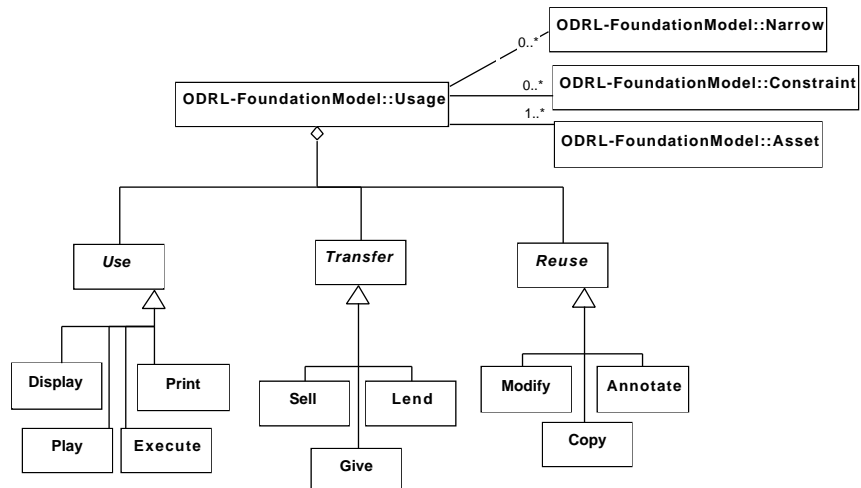 ODRL-FoundationModel::Narrow
0..*
ODRL-FoundationModel::Usage
0..*
ODRL-FoundationModel::Constraint
1..*
ODRL-FoundationModel::Asset
Use
Transfer
Reuse
Display
Print
Sell
Lend
Modify
Annotate
Play
Execute
Give
Copy